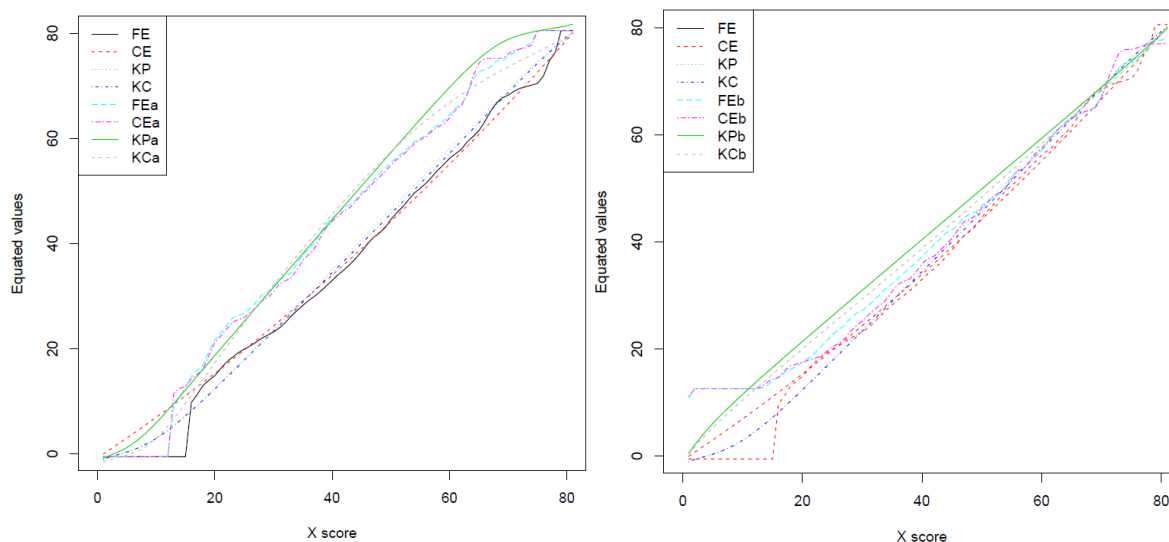 FE
CE
KP
KC
FEa
CEa
KPa
KCa
Equated values
0
20
40
60
80
0
20
40
60
80
X score
FE
CE
KP
KC
FEb
CEb
KPb
KCb
Equated values
0
20
40
60
80
0
20
40
60
80
X score